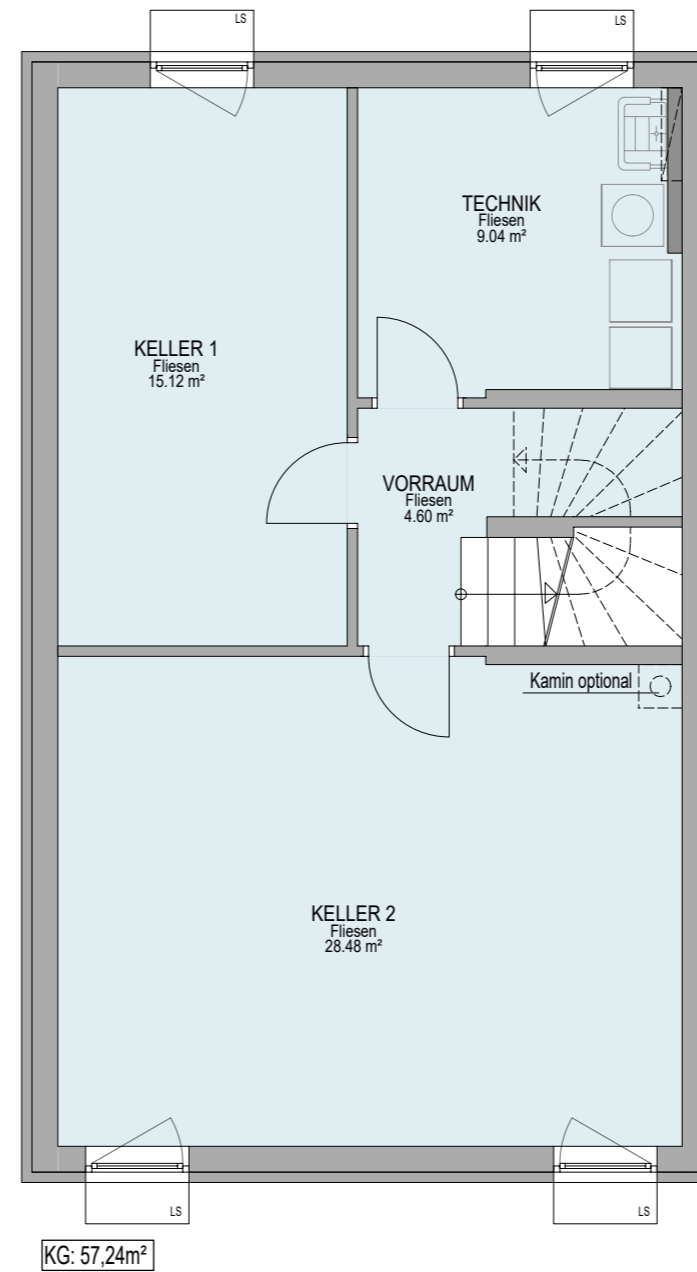 LS
LS
TECHNIK
Fliesen
9.04 m²
KELLER 1
Fliesen
15.12 m²
VORRAUM
Fliesen
4.60 m²
Kamin optional
KELLER 2
Fliesen
28.48 m²
LS
LS
KG: 57,24m²